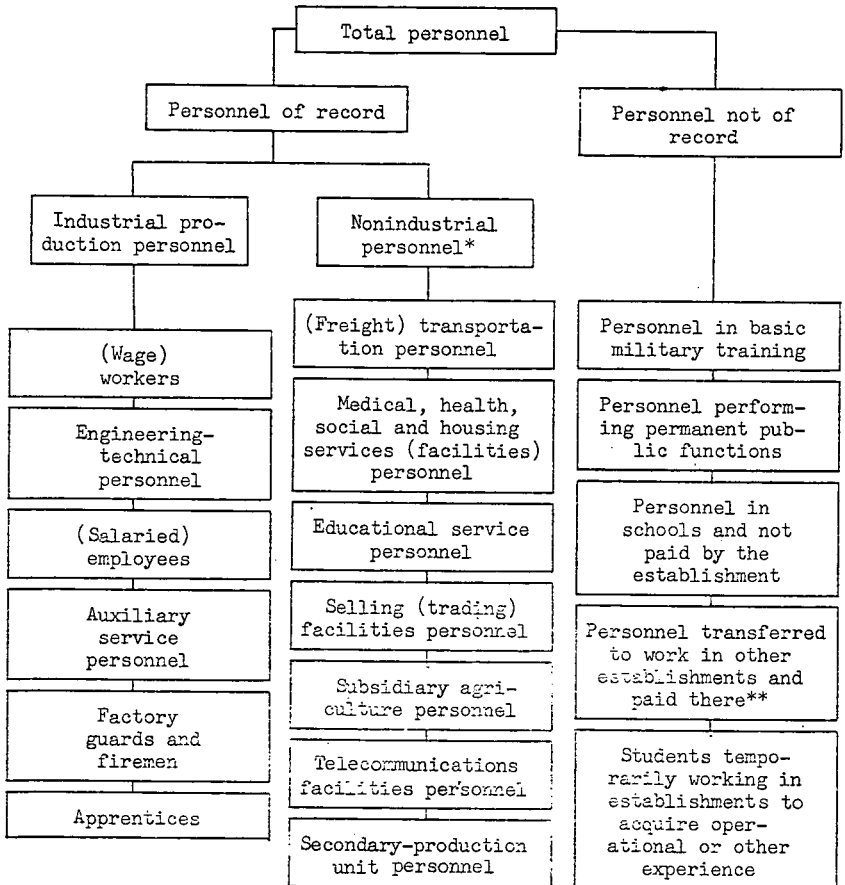 Total personnel
Personnel of record
Personnel not of
record
Industrial pro-
duction personnel
Nonindustrial
personnel*
(Wage)
workers
Engineering-
technical
personnel
(Salaried)
employees
Auxiliary
service
personnel
Factory
guards and
firemen
Apprentices
(Freight) transporta-
tion personnel
Medical, health,
social and housing
services (facilities)
personnel
Educational service
personnel
Selling (trading)
facilities personnel
Subsidiary agri-
culture personnel
Telecommunications
facilities personnel
Secondary-production
unit personnel
Personnel in basic
military training
Personnel perform-
ing permanent pub-
lic functions
Personnel in
schools and not
paid by the
establishment
Personnel transferred
to work in other
establishments and
paid there**
Students tempo-
rarily working in
establishments to
acquire oper-
ational or other
experience